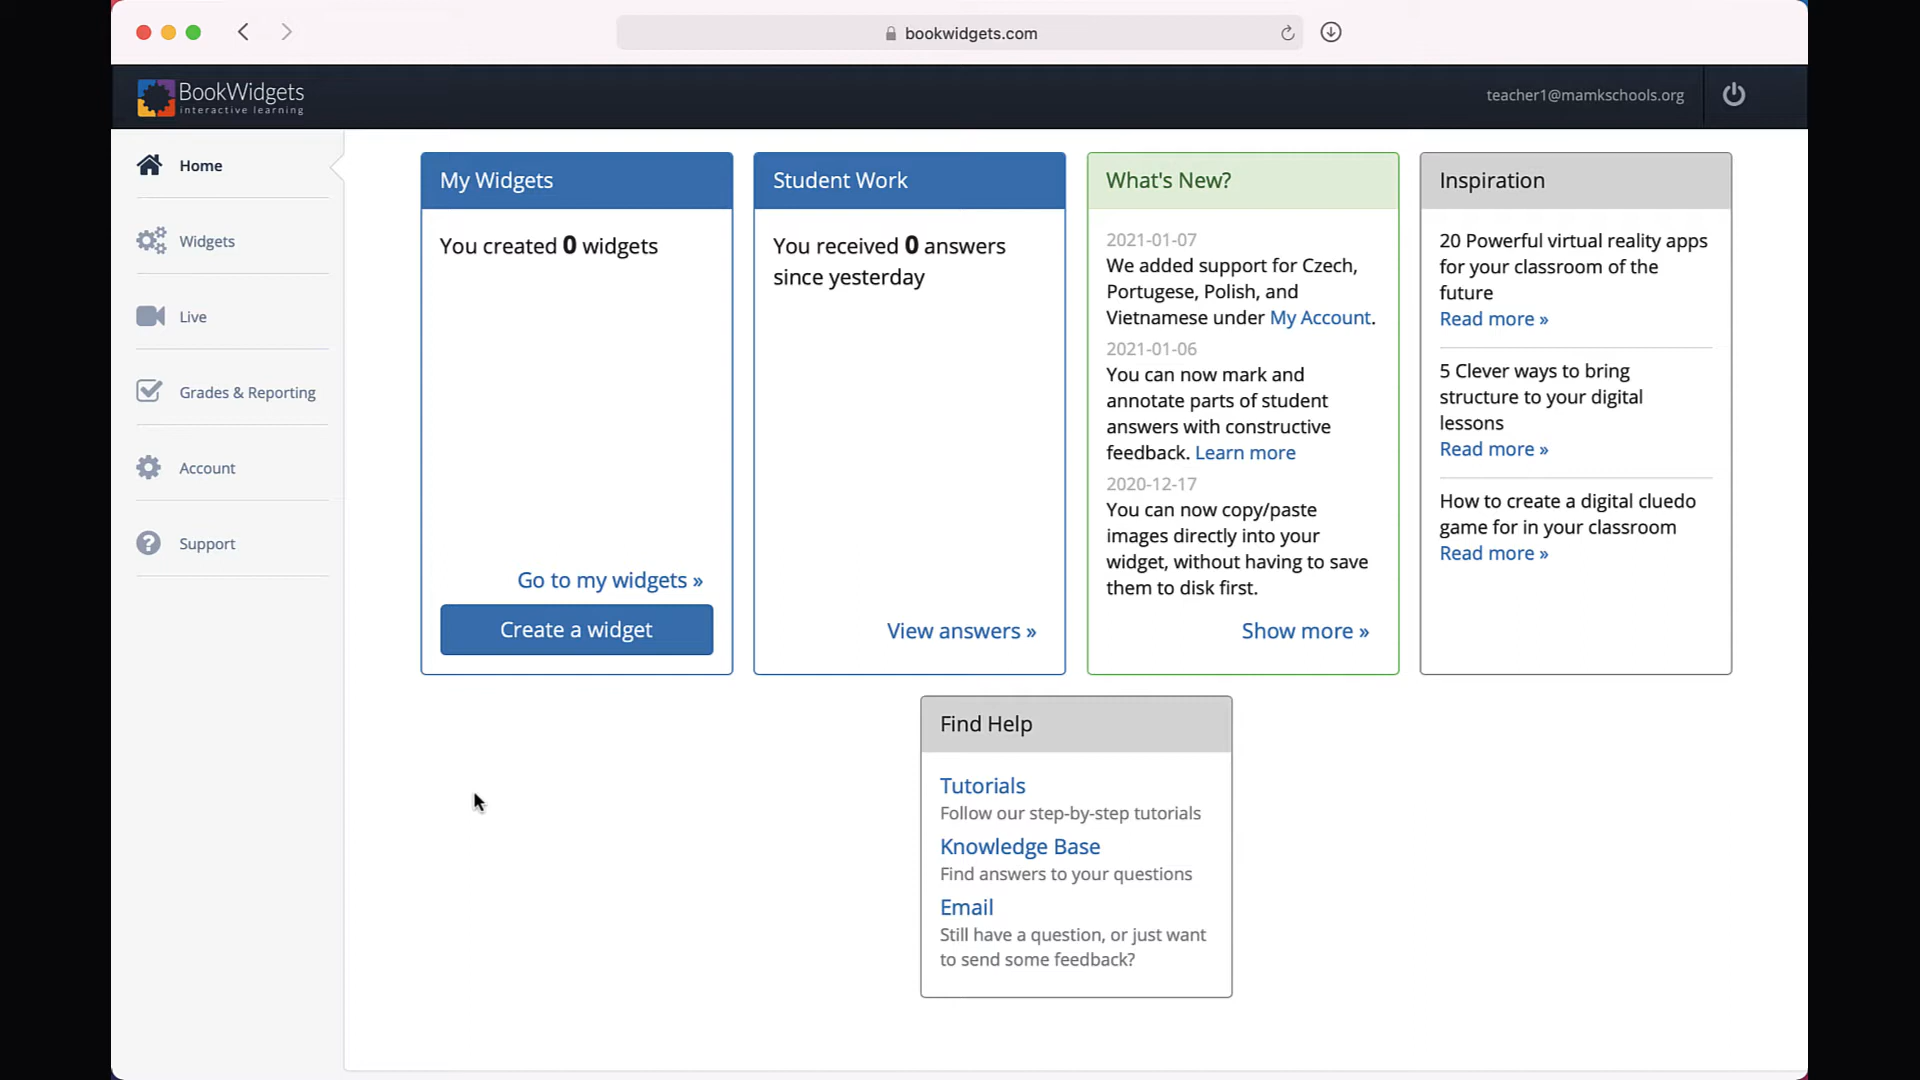 bookwidgets.com
BookWidgets
interactive learning
teacher1@mamkschools.org
Home
Widgets
Live
Grades & Reporting
Account
Support
My Widgets
You created 0 widgets
Go to my widgets »
Create a widget
Student Work
You received 0 answers
since yesterday
View answers »
What's New?
2021-01-07
We added support for Czech,
Portugese, Polish, and
Vietnamese under My Account.
2021-01-06
You can now mark and
annotate parts of student
answers with constructive
feedback. Learn more
2020-12-17
You can now copy/paste
images directly into your
widget, without having to save
them to disk first.
Show more »
Inspiration
20 Powerful virtual reality apps
for your classroom of the
future
Read more »
5 Clever ways to bring
structure to your digital
lessons
Read more »
How to create a digital cluedo
game for in your classroom
Read more »
Find Help
Tutorials
Follow our step-by-step tutorials
Knowledge Base
Find answers to your questions
Email
Still have a question, or just want
to send some feedback?